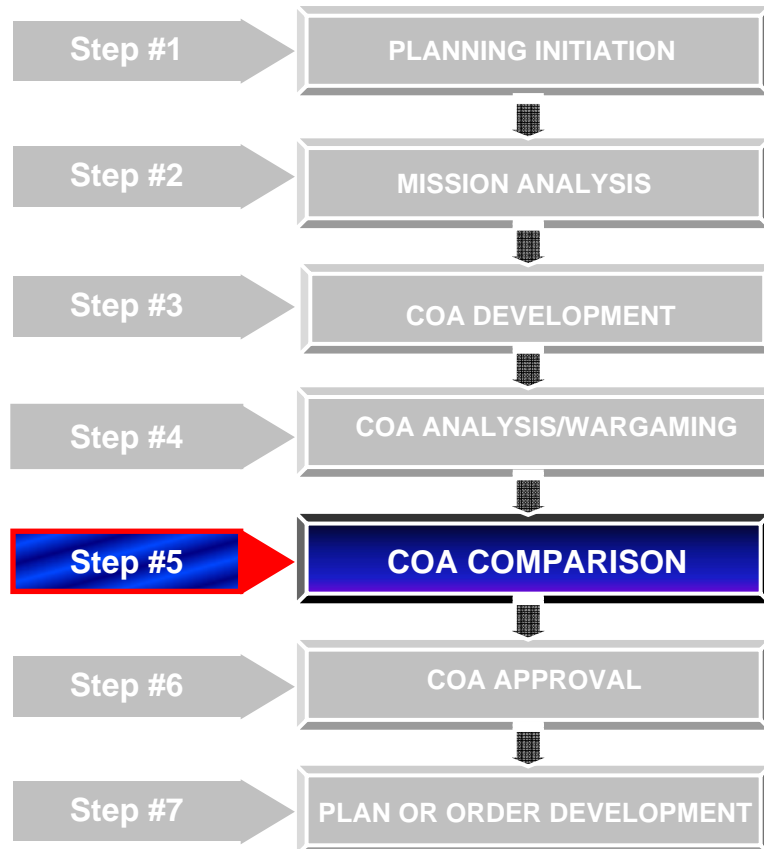 Step #1
PLANNING INITIATION
Step #2
MISSION ANALYSIS
Step #3
COA DEVELOPMENT
Step #4
COA ANALYSIS/WARGAMING
Step #5
COA COMPARISON
Step #6
COA APPROVAL
Step #7
PLAN OR ORDER DEVELOPMENT